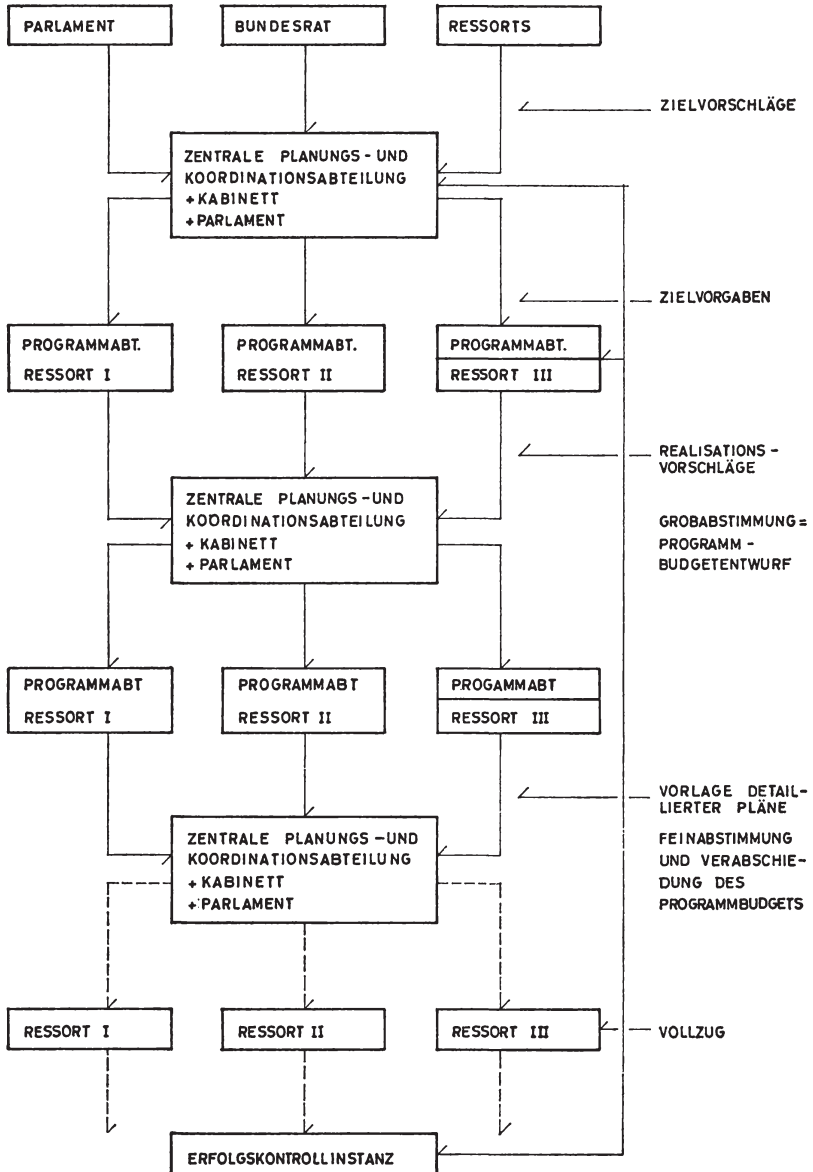 PARLAMENT
BUNDESRAT
RESSORTS
ZIELVORSCHLÄGE
ZENTRALE PLANUNGS - UND
KOORDINATIONSABTEILUNG
+ KABINETT
+ PARLAMENT
ZIELVORGABEN
PROGRAMMABT.
RESSORT I
PROGRAMMABT.
RESSORT II
PROGRAMMABT.
RESSORT III
REALISATIONS -
VORSCHLÄGE
ZENTRALE PLANUNGS - UND
KOORDINATIONSABTEILUNG
+ KABINETT
+ PARLAMENT
GROBABSTIMMUNG =
PROGRAMM -
BUDGETENTWURF
PROGRAMMABT
RESSORT I
PROGRAMMABT
RESSORT II
PROGAMMABT
RESSORT III
VORLAGE DETAIL-
LIERTER PLÄNE
ZENTRALE PLANUNGS - UND
KOORDINATIONSABTEILUNG
+ KABINETT
+ PARLAMENT
FEINABSTIMMUNG
UND VERABSCHIE-
DUNG DES
PROGRAMMBUDGETS
RESSORT I
RESSORT II
RESSORT III
VOLLZUG
ERFOLGSKONTROLLINSTANZ